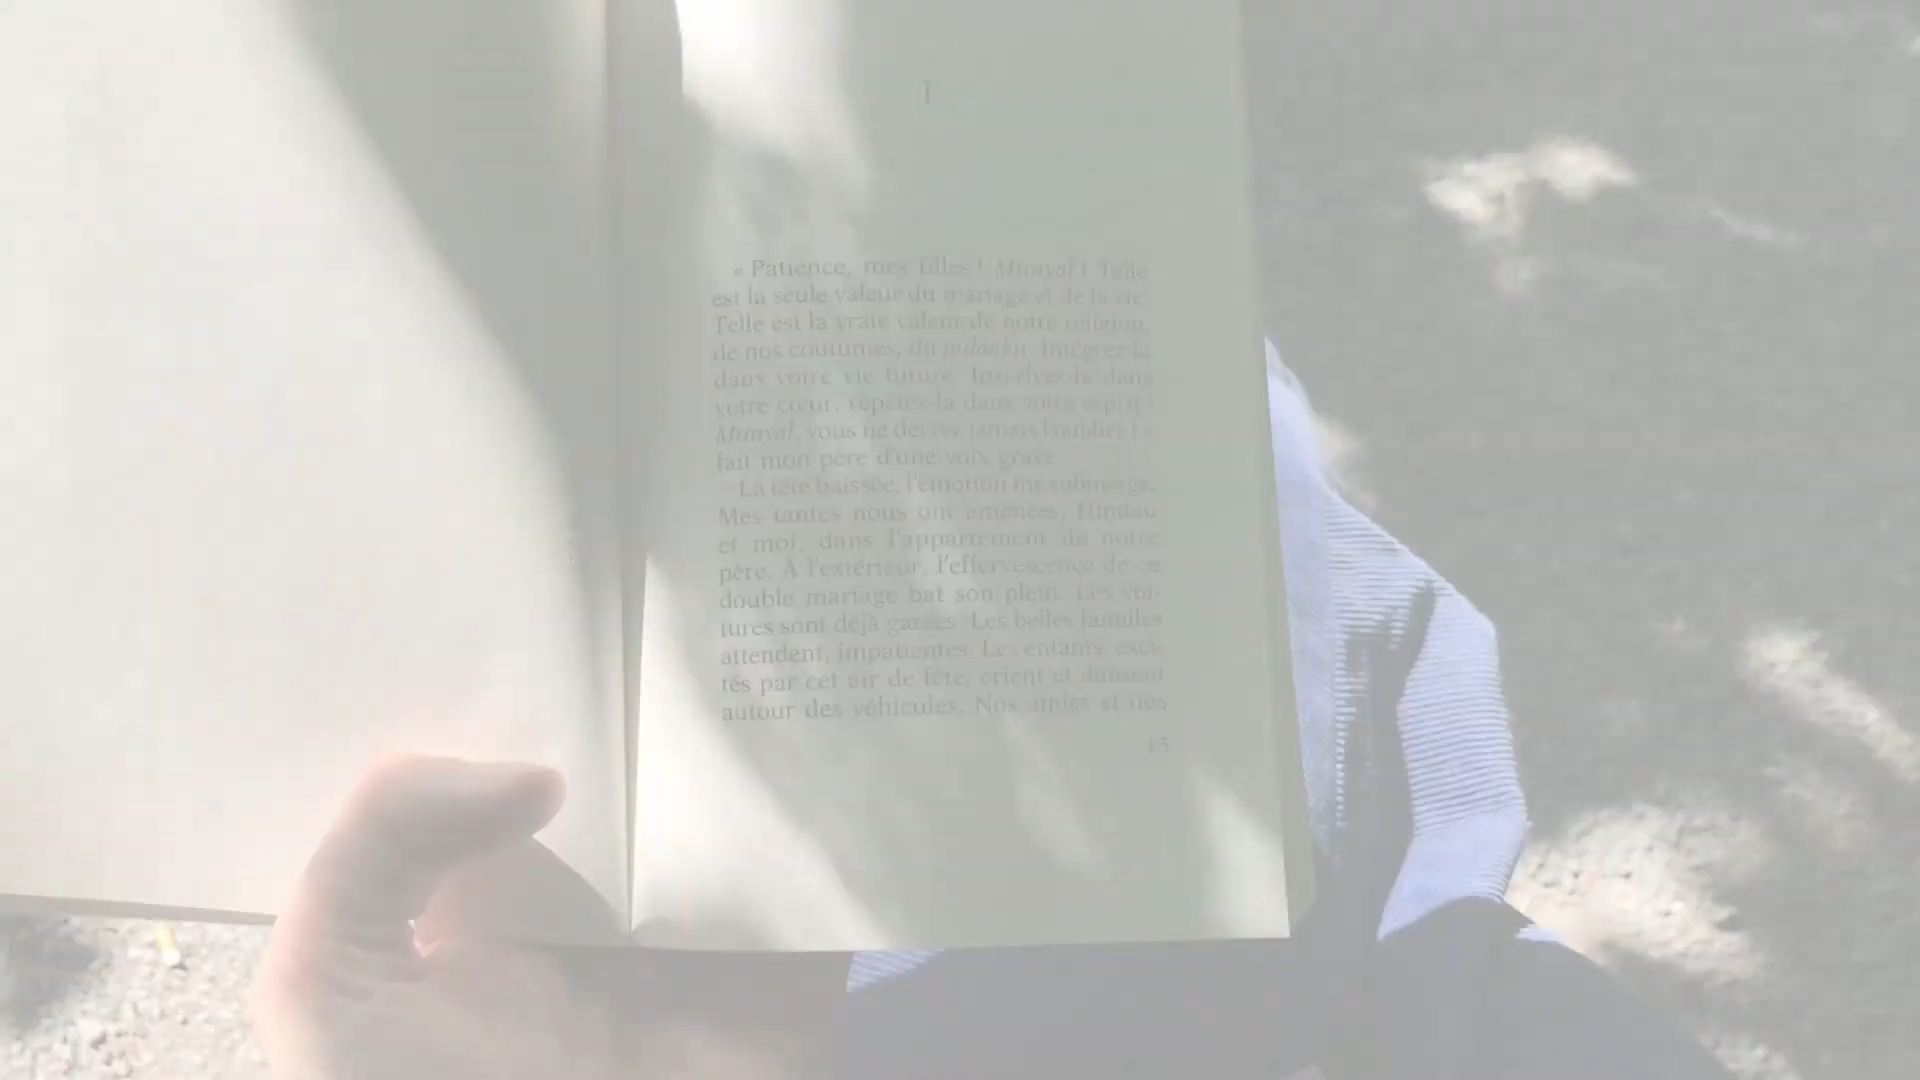 I
« Patience, mes filles ! Munyal ! Telle
est la seule valeur du mariage et de la vie.
Telle est la vraie valeur de notre religion,
de nos coutumes, du pulaaku. Intégrez-la
dans votre vie future. Inscrivez-la dans
votre cœur, répétez-la dans votre esprit !
Munyal, vous ne devrez jamais l'oublier ! »
fait mon père d'une voix grave.
La tête baissée, l'émotion me submerge.
Mes tantes nous ont amenées, Hindou
et moi, dans l'appartement de notre
père. À l'extérieur, l'effervescence de ce
double mariage bat son plein. Les voi-
tures sont déjà garées. Les belles familles
attendent, impatientes. Les enfants, exci-
tés par cet air de fête, crient et dansent
autour des véhicules. Nos amies et nos
15